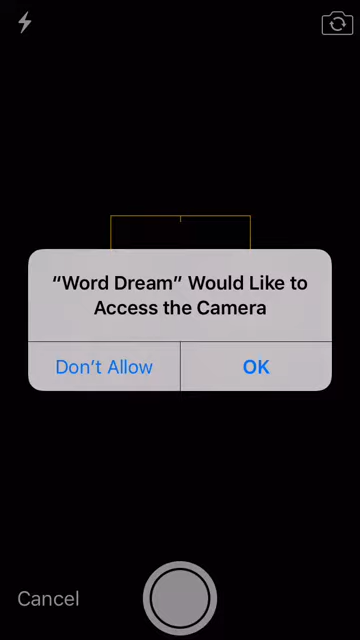 “Word Dream” Would Like to
Access the Camera
Don’t Allow
OK
Cancel